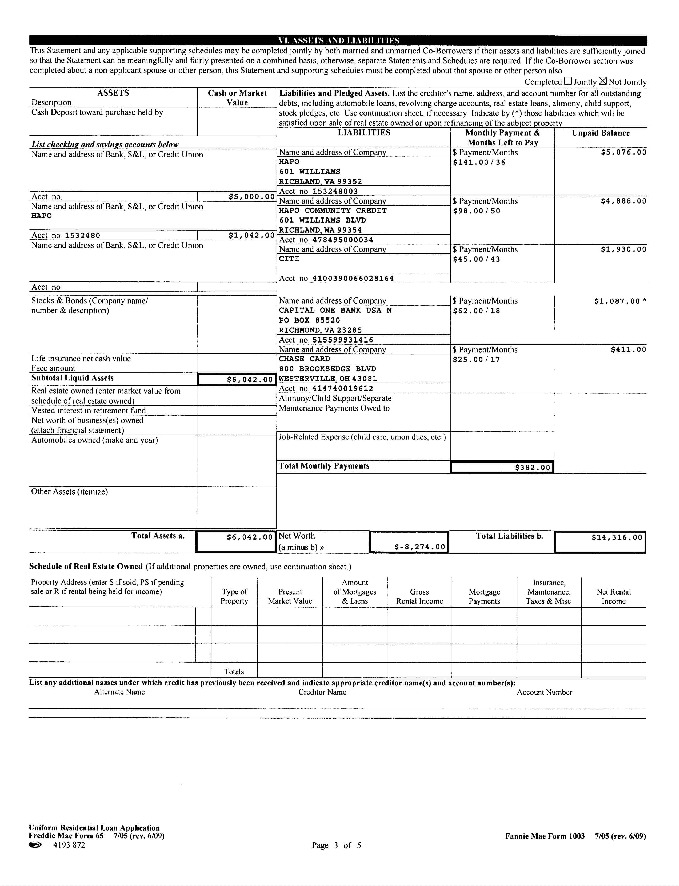 VI. ASSETS AND LIABILITIES
This Statement and any applicable supporting schedules may be completed jointly by both married and unmarried Co-Borrowers if their assets and liabilities are sufficiently joined
so that the Statement can be meaningfully and fairly presented on a combined basis; otherwise, separate Statements and Schedules are required. If the Co-Borrower section was
completed about a non applicant spouse or other person, this Statement and supporting schedules must be completed about that spouse or other person also.
Completed ☐ Jointly ☒ Not Jointly
ASSETS
Description
Cash or Market
Value
Cash Deposit toward purchase held by
Liabilities and Pledged Assets. List the creditor's name, address, and account number for all outstanding
debts, including automobile loans, revolving charge accounts, real estate loans, alimony, child support,
stock pledges, etc. Use continuation sheet, if necessary. Indicate by (*) those liabilities which will be
satisfied upon sale of real estate owned or upon refinancing of the subject property
LIABILITIES
Monthly Payment &
Months Left to Pay
Unpaid Balance
List checking and savings accounts below
Name and address of Bank, S&L, or Credit Union
Acct. no.
$5,000.00
Name and address of Bank, S&L, or Credit Union
HAPO
Acct. no. 1532480
$1,042.00
Name and address of Bank, S&L, or Credit Union
Acct no
Stocks & Bonds (Company name/
number & description)
Life insurance net cash value
Face amount
Subtotal Liquid Assets
$6,042.00
Real estate owned (enter market value from
schedule of real estate owned)
Vested interest in retirement fund
Net worth of business(es) owned
(attach financial statement)
Automobiles owned (make and year)
Other Assets (itemize)
Total Assets a.
$6,042.00
Name and address of Company
HAPO
601 WILLIAMS
RICHLAND, VA 99352
Acct no 153248003
$ Payment/Months
$141.00/36
$5,076.00
Name and address of Company
HAPO COMMUNITY CREDIT
601 WILLIAMS BLVD
RICHLAND, WA 99354
Acct no. 478495000034
$ Payment/Months
$98.00/50
$4,886.00
Name and address of Company
CITI
Acct no 4100390066028164
$ Payment/Months
$45.00/43
$1,930.00
Name and address of Company
CAPITAL ONE BANK USA N
PO BOX 85520
RICHMOND, VA 23285
Acct no 515599931416
$ Payment/Months
$62.00/18
$1,087.00 *
Name and address of Company
CHASE CARD
800 BROOKSEDGE BLVD
WESTERVILLE, OH 43081
Acct no 414740019612
$ Payment/Months
$25.00/17
$411.00
Alimony/Child Support/Separate
Maintenance Payments Owed to
Job-Related Expense (child care, union dues, etc.)
Total Monthly Payments
$382.00
Net Worth
(a minus b) »
$-8,274.00
Total Liabilities b.
$14,316.00
Schedule of Real Estate Owned (If additional properties are owned, use continuation sheet.)
Property Address (enter S if sold, PS if pending
sale or R if rental being held for income)
Type of
Property
Present
Market Value
Amount
of Mortgages
& Liens
Gross
Rental Income
Mortgage
Payments
Insurance,
Maintenance,
Taxes & Misc
Net Rental
Income
Totals
List any additional names under which credit has previously been received and indicate appropriate creditor name(s) and account number(s):
Alternate Name
Creditor Name
Account Number
Uniform Residential Loan Application
Freddie Mac Form 65 7/05 (rev. 6/09)
4193 872
Page 3 of 5
Fannie Mae Form 1003 7/05 (rev. 6/09)